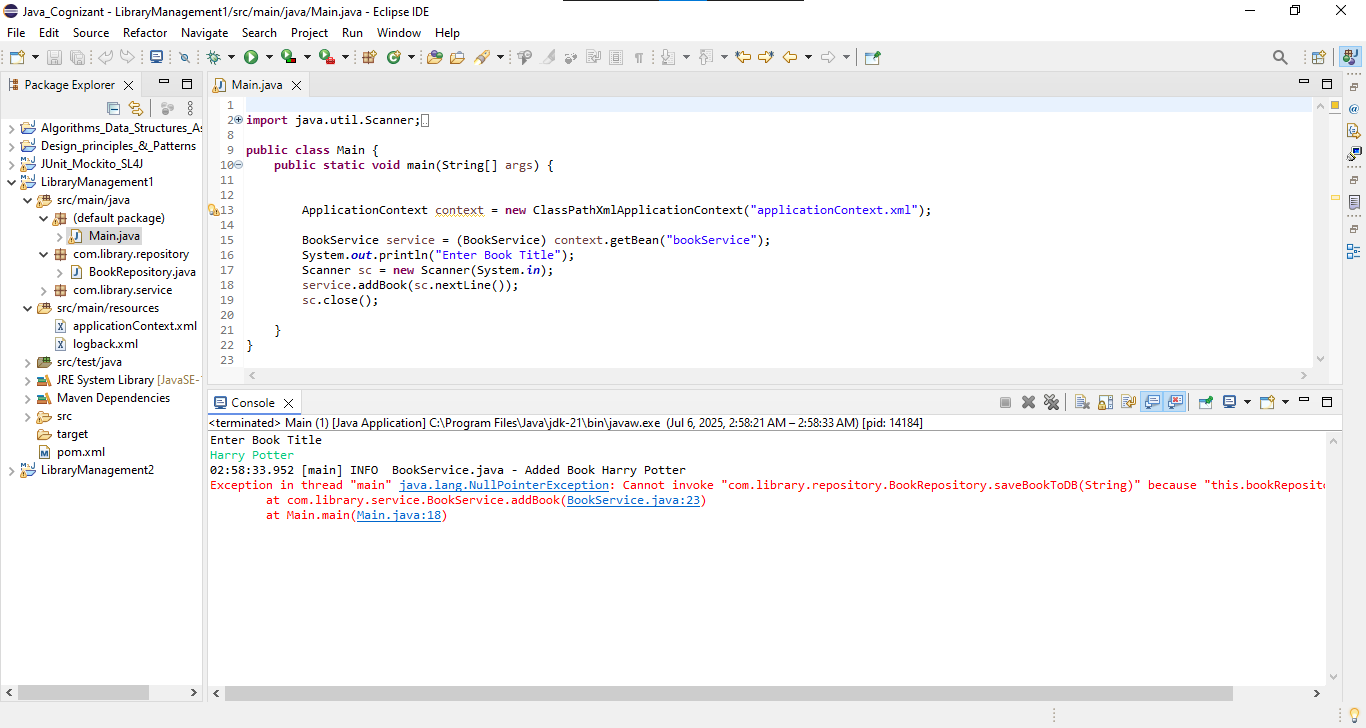 Java_Cognizant - LibraryManagement1/src/main/java/Main.java - Eclipse IDE
File Edit Source Refactor Navigate Search Project Run Window Help
Package Explorer
Algorithms_Data_Structures_As
Design_principles_&_Patterns
JUnit_Mockito_SL4J
LibraryManagement1
src/main/java
(default package)
Main.java
com.library.repository
BookRepository.java
com.library.service
src/main/resources
applicationContext.xml
logback.xml
src/test/java
JRE System Library [JavaSE-
Maven Dependencies
src
target
pom.xml
LibraryManagement2
Main.java
1
2 import java.util.Scanner;
8
9 public class Main {
10 public static void main(String[] args) {
11
12
13 ApplicationContext context = new ClassPathXmlApplicationContext("applicationContext.xml");
14
15 BookService service = (BookService) context.getBean("bookService");
16 System.out.println("Enter Book Title");
17 Scanner sc = new Scanner(System.in);
18 service.addBook(sc.nextLine());
19 sc.close();
20
21 }
22 }
23
Console
<terminated> Main (1) [Java Application] C:\Program Files\Java\jdk-21\bin\javaw.exe (Jul 6, 2025, 2:58:21 AM – 2:58:33 AM) [pid: 14184]
Enter Book Title
Harry Potter
02:58:33.952 [main] INFO BookService.java - Added Book Harry Potter
Exception in thread "main" java.lang.NullPointerException: Cannot invoke "com.library.repository.BookRepository.saveBookToDB(String)" because "this.bookReposito
at com.library.service.BookService.addBook(BookService.java:23)
at Main.main(Main.java:18)